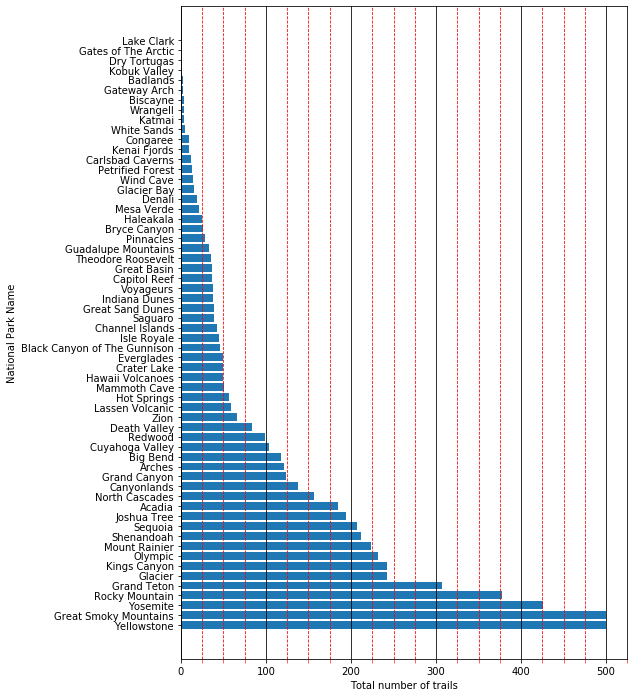 Lake Clark
Gates of The Arctic
Dry Tortugas
Kobuk Valley
Badlands
Gateway Arch
Biscayne
Wrangell
Katmai
White Sands
Congaree
Kenai Fjords
Carlsbad Caverns
Petrified Forest
Wind Cave
Glacier Bay
Denali
Mesa Verde
Haleakala
Bryce Canyon
Pinnacles
Guadalupe Mountains
Theodore Roosevelt
Great Basin
Capitol Reef
Voyageurs
Indiana Dunes
Great Sand Dunes
Saguaro
Channel Islands
Isle Royale
Black Canyon of The Gunnison
Everglades
Crater Lake
Hawaii Volcanoes
Mammoth Cave
Hot Springs
Lassen Volcanic
Zion
Death Valley
Redwood
Cuyahoga Valley
Big Bend
Arches
Grand Canyon
Canyonlands
North Cascades
Acadia
Joshua Tree
Sequoia
Shenandoah
Mount Rainier
Olympic
Kings Canyon
Glacier
Grand Teton
Rocky Mountain
Yosemite
Great Smoky Mountains
Yellowstone
National Park Name
0 100 200 300 400 500
Total number of trails